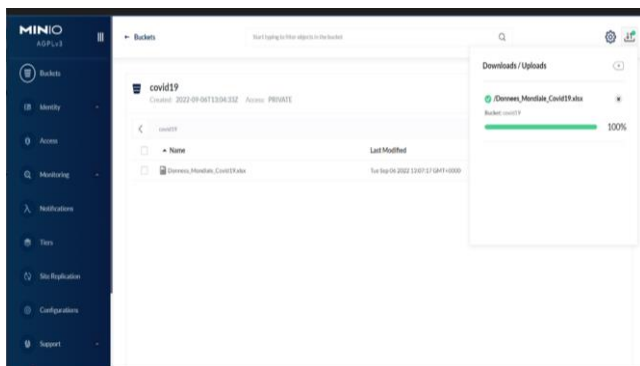 MINIO
AGPLv3
Buckets
Identity
Access
Monitoring
Notifications
Tiers
Site Replication
Configurations
Support
← Buckets
Start typing to filter objects in the bucket
covid19
Created: 2022-09-06T13:04:33Z Access: PRIVATE
covid19
Name Last Modified
Donnees_Mondiale_Covid19.xlsx Tue Sep 06 2022 13:07:17 GMT+0000
Downloads / Uploads
/Donnees_Mondiale_Covid19.xlsx
Bucket: covid19
100%